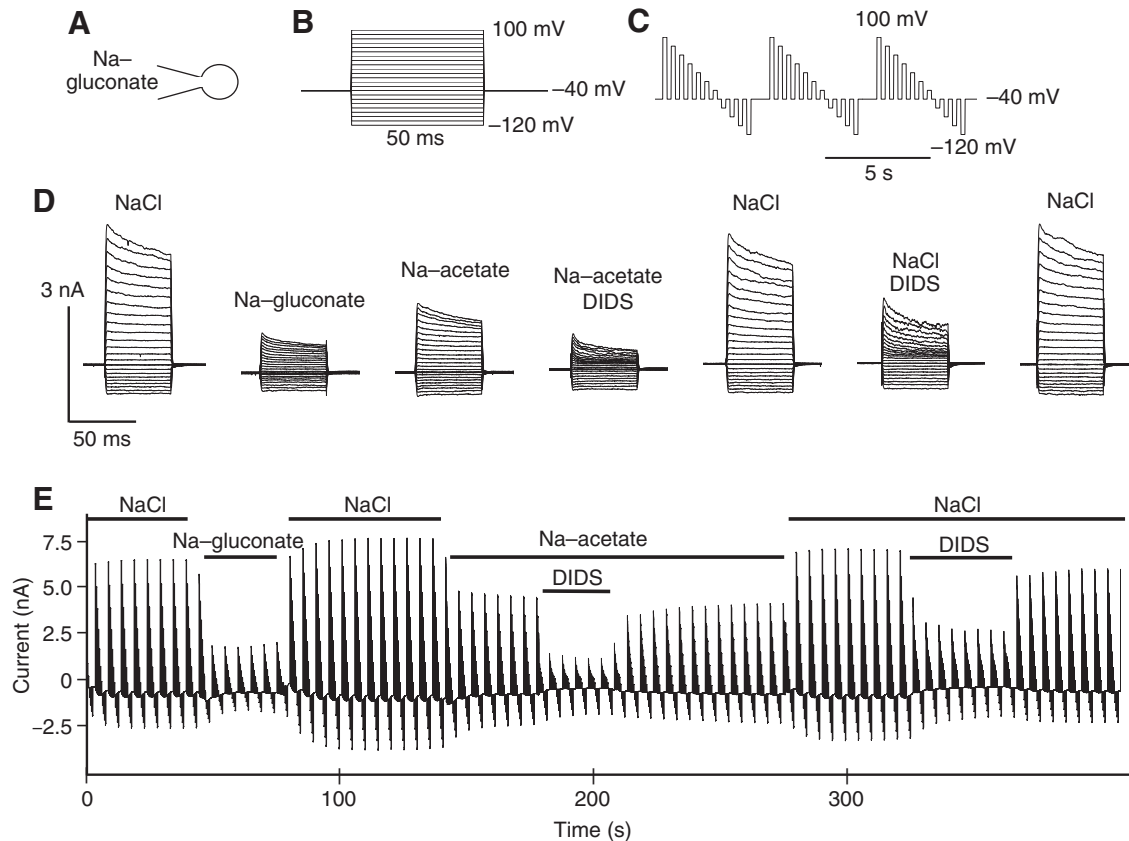 A
Na–
gluconate
B
100 mV
–40 mV
–120 mV
50 ms
C
100 mV
–40 mV
–120 mV
5 s
D
NaCl
Na–gluconate
Na–acetate
Na–acetate
DIDS
NaCl
NaCl
DIDS
NaCl
3 nA
50 ms
E
NaCl
Na–gluconate
NaCl
Na–acetate
DIDS
NaCl
DIDS
Current (nA)
7.5
5.0
2.5
0
–2.5
0
100
200
300
Time (s)